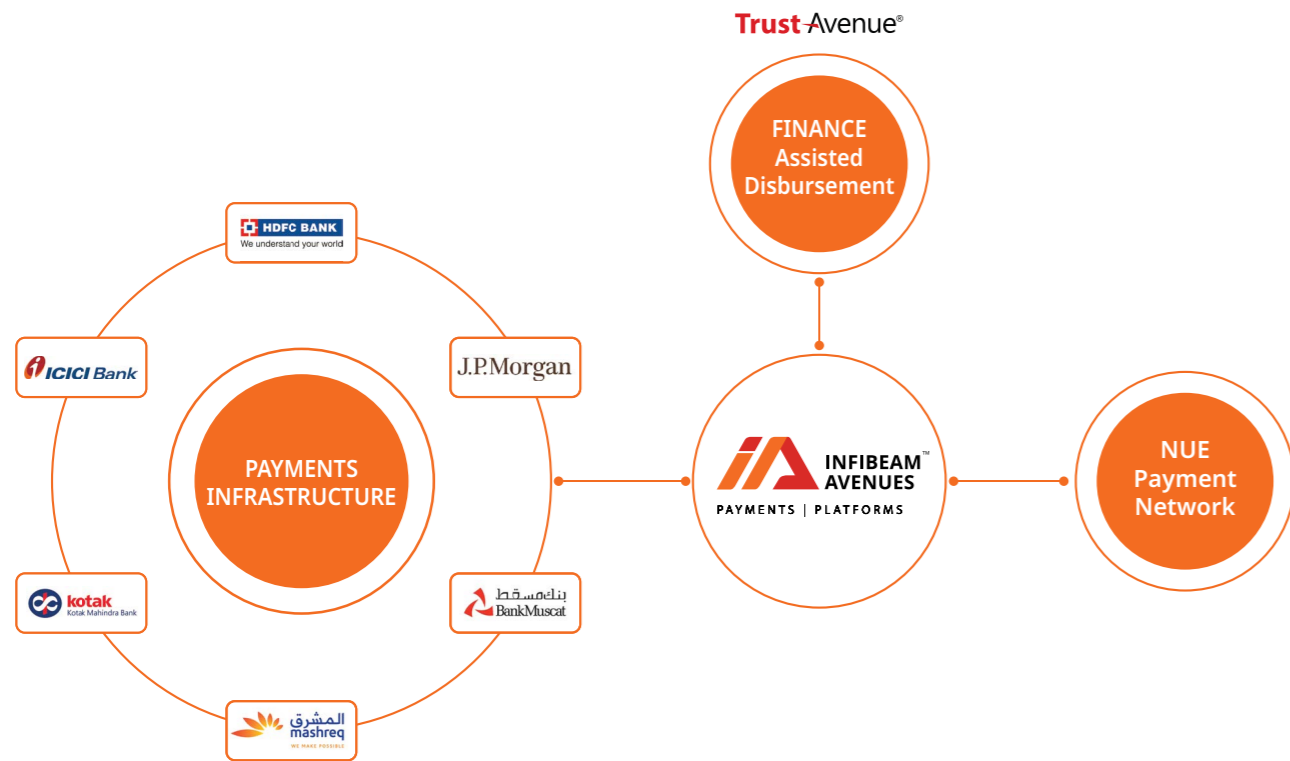 Trust Avenue®
FINANCE
Assisted
Disbursement
HDFC BANK
We understand your world
ICICI Bank
J.P.Morgan
PAYMENTS
INFRASTRUCTURE
INFIBEAM™
AVENUES
PAYMENTS | PLATFORMS
NUE
Payment
Network
kotak
Kotak Mahindra Bank
بنك مسقط
BankMuscat
المشرق
mashreq
WE MAKE POSSIBLE